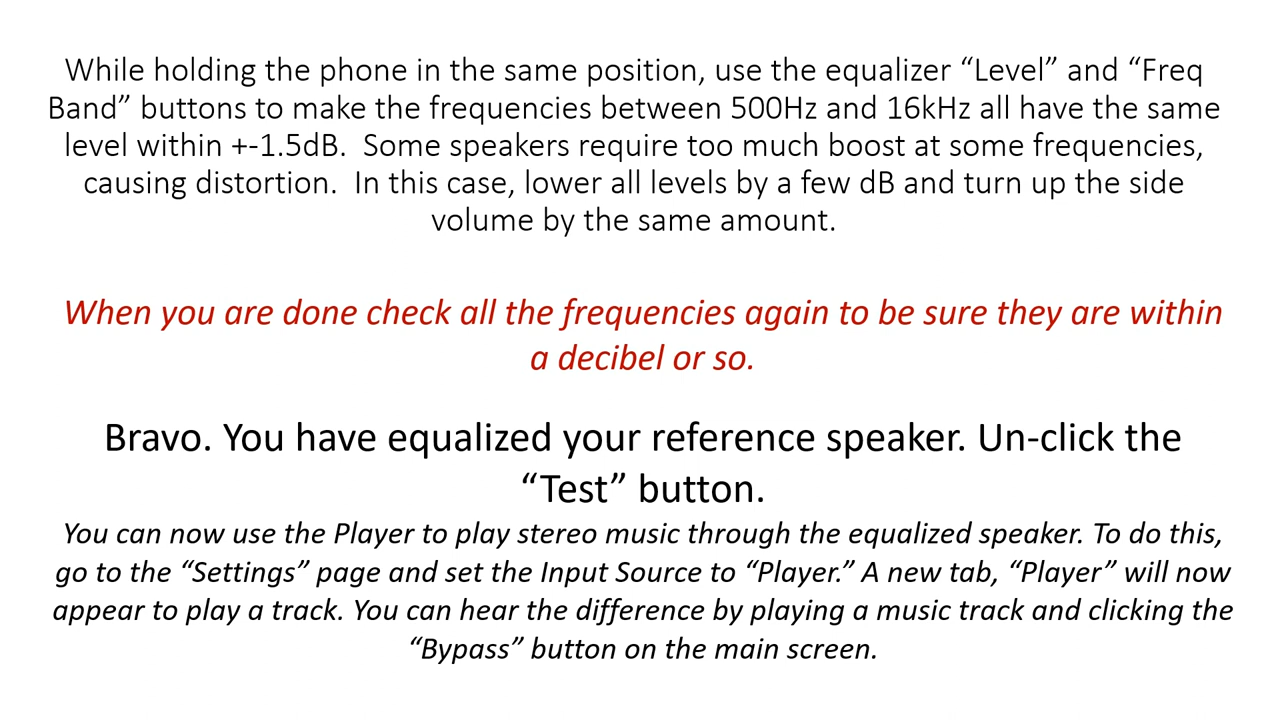 While holding the phone in the same position, use the equalizer “Level” and “Freq
Band” buttons to make the frequencies between 500Hz and 16kHz all have the same
level within +-1.5dB.  Some speakers require too much boost at some frequencies,
causing distortion.  In this case, lower all levels by a few dB and turn up the side
volume by the same amount.
When you are done check all the frequencies again to be sure they are within
a decibel or so.
Bravo. You have equalized your reference speaker. Un-click the
“Test” button.
You can now use the Player to play stereo music through the equalized speaker. To do this,
go to the “Settings” page and set the Input Source to “Player.” A new tab, “Player” will now
appear to play a track. You can hear the difference by playing a music track and clicking the
“Bypass” button on the main screen.